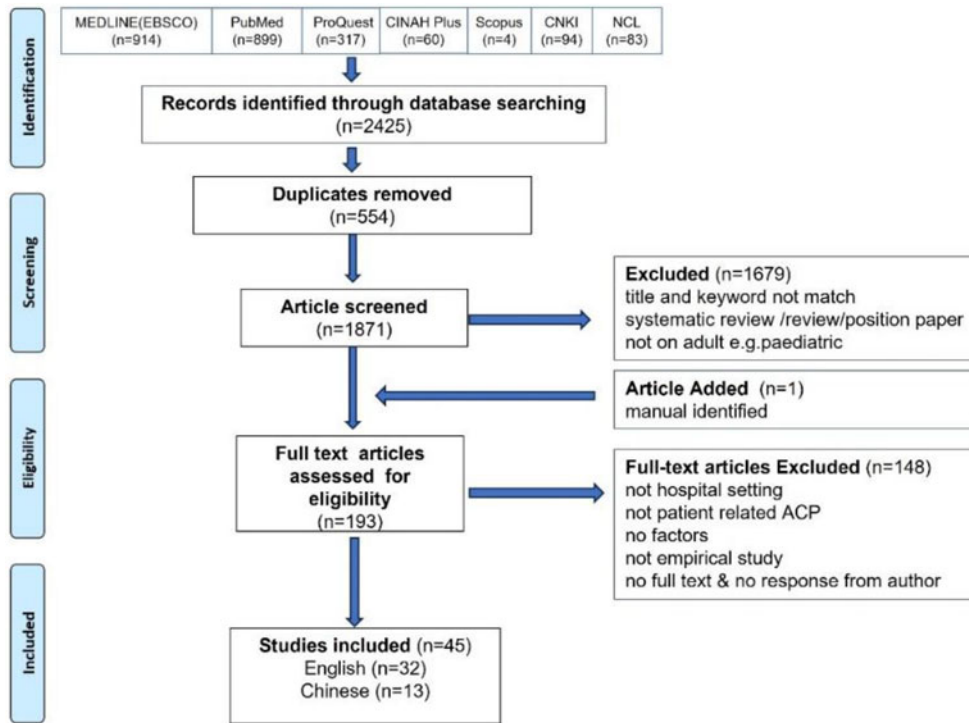 MEDLINE(EBSCO)
(n=914)
PubMed
(n=899)
ProQuest
(n=317)
CINAH Plus
(n=60)
Scopus
(n=4)
CNKI
(n=94)
NCL
(n=83)
Identification
Records identified through database searching
(n=2425)
Duplicates removed
(n=554)
Screening
Article screened
(n=1871)
Excluded (n=1679)
title and keyword not match
systematic review /review/position paper
not on adult e.g.paediatric
Article Added (n=1)
manual identified
Eligibility
Full text articles
assessed for
eligibility
(n=193)
Full-text articles Excluded (n=148)
not hospital setting
not patient related ACP
no factors
not empirical study
no full text & no response from author
Included
Studies included (n=45)
English (n=32)
Chinese (n=13)